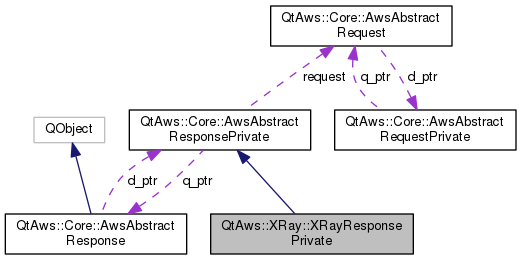 QtAws::Core::AwsAbstract
Request
request
q_ptr
d_ptr
QObject
QtAws::Core::AwsAbstract
ResponsePrivate
QtAws::Core::AwsAbstract
RequestPrivate
d_ptr
q_ptr
QtAws::Core::AwsAbstract
Response
QtAws::XRay::XRayResponse
Private